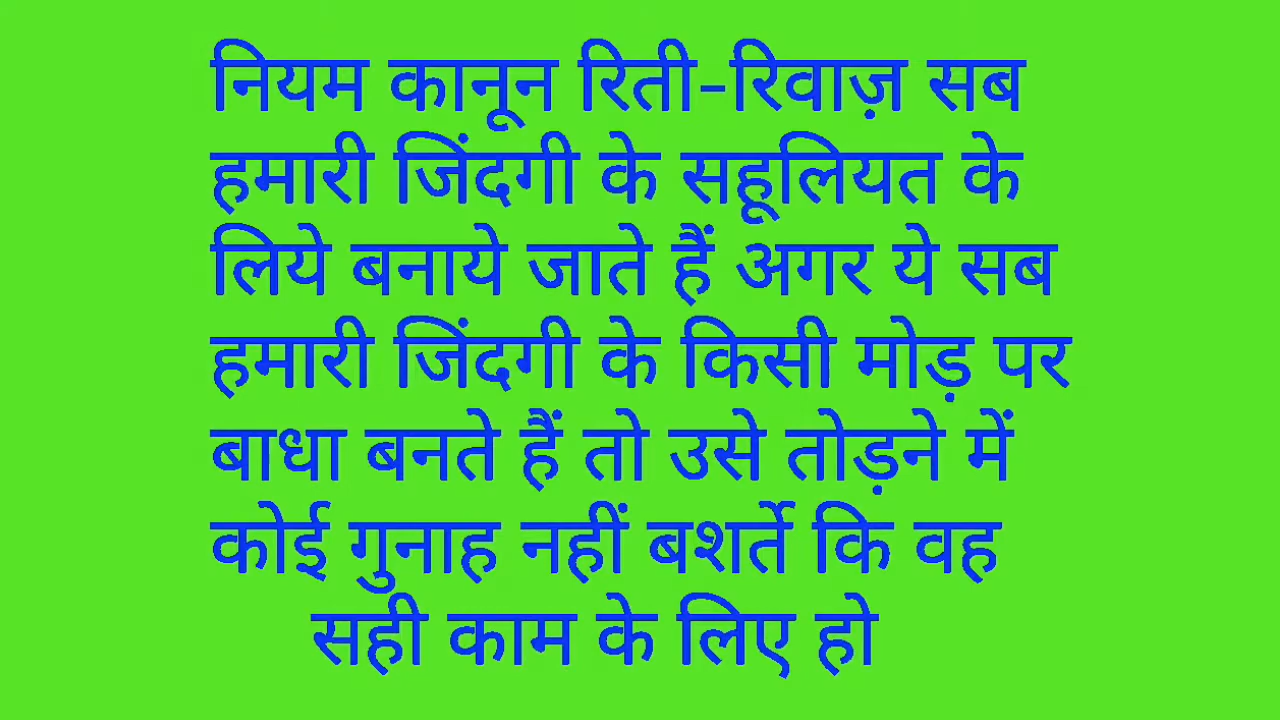 नियम कानून रिती-रिवाज़ सब
हमारी जिंदगी के सहूलियत के
लिये बनाये जाते हैं अगर ये सब
हमारी जिंदगी के किसी मोड़ पर
बाधा बनते हैं तो उसे तोड़ने में
कोई गुनाह नहीं बशर्ते कि वह
सही काम के लिए हो